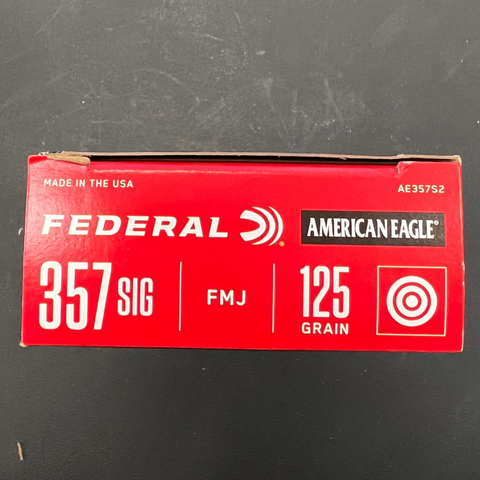 MADE IN THE USA AE357S2
FEDERAL® AMERICAN EAGLE®
357 SIG FMJ 125
GRAIN